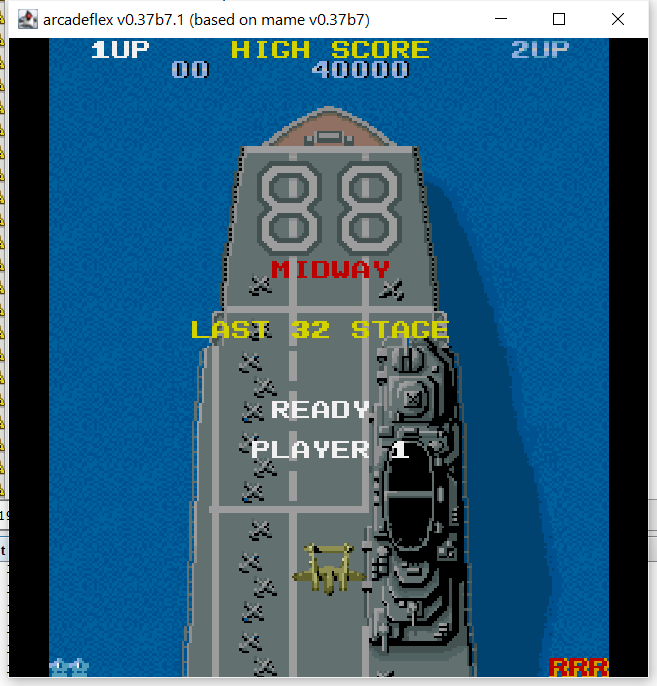 arcadeflex v0.37b7.1 (based on mame v0.37b7)
1UP HIGH SCORE 2UP
00 40000
88
MIDWAY
LAST 32 STAGE
READY
PLAYER 1
RRR